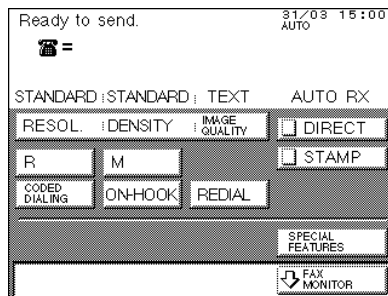 Ready to send.
31/03 15:00
AUTO
=
STANDARD STANDARD TEXT
AUTO RX
RESOL. DENSITY IMAGE QUALITY
DIRECT
STAMP
R
M
CODED DIALING
ON-HOOK
REDIAL
SPECIAL FEATURES
FAX MONITOR